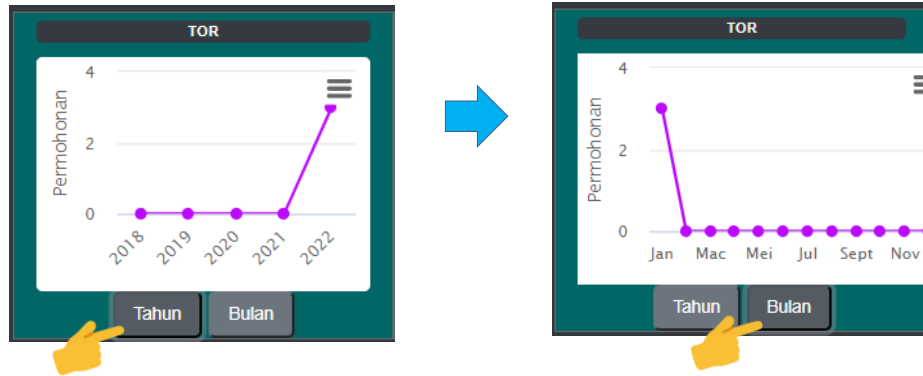 TOR
4
2
0
Permohonan
2018 2019 2020 2021 2022
Tahun Bulan
TOR
4
2
0
Permohonan
Jan Mac Mei Jul Sept Nov
Tahun Bulan